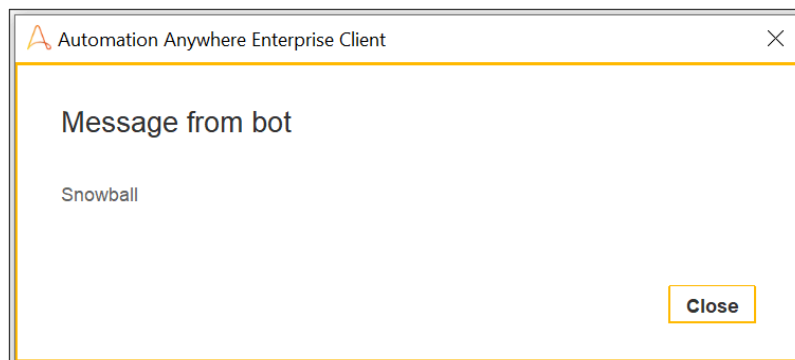 Automation Anywhere Enterprise Client
Message from bot
Snowball
Close